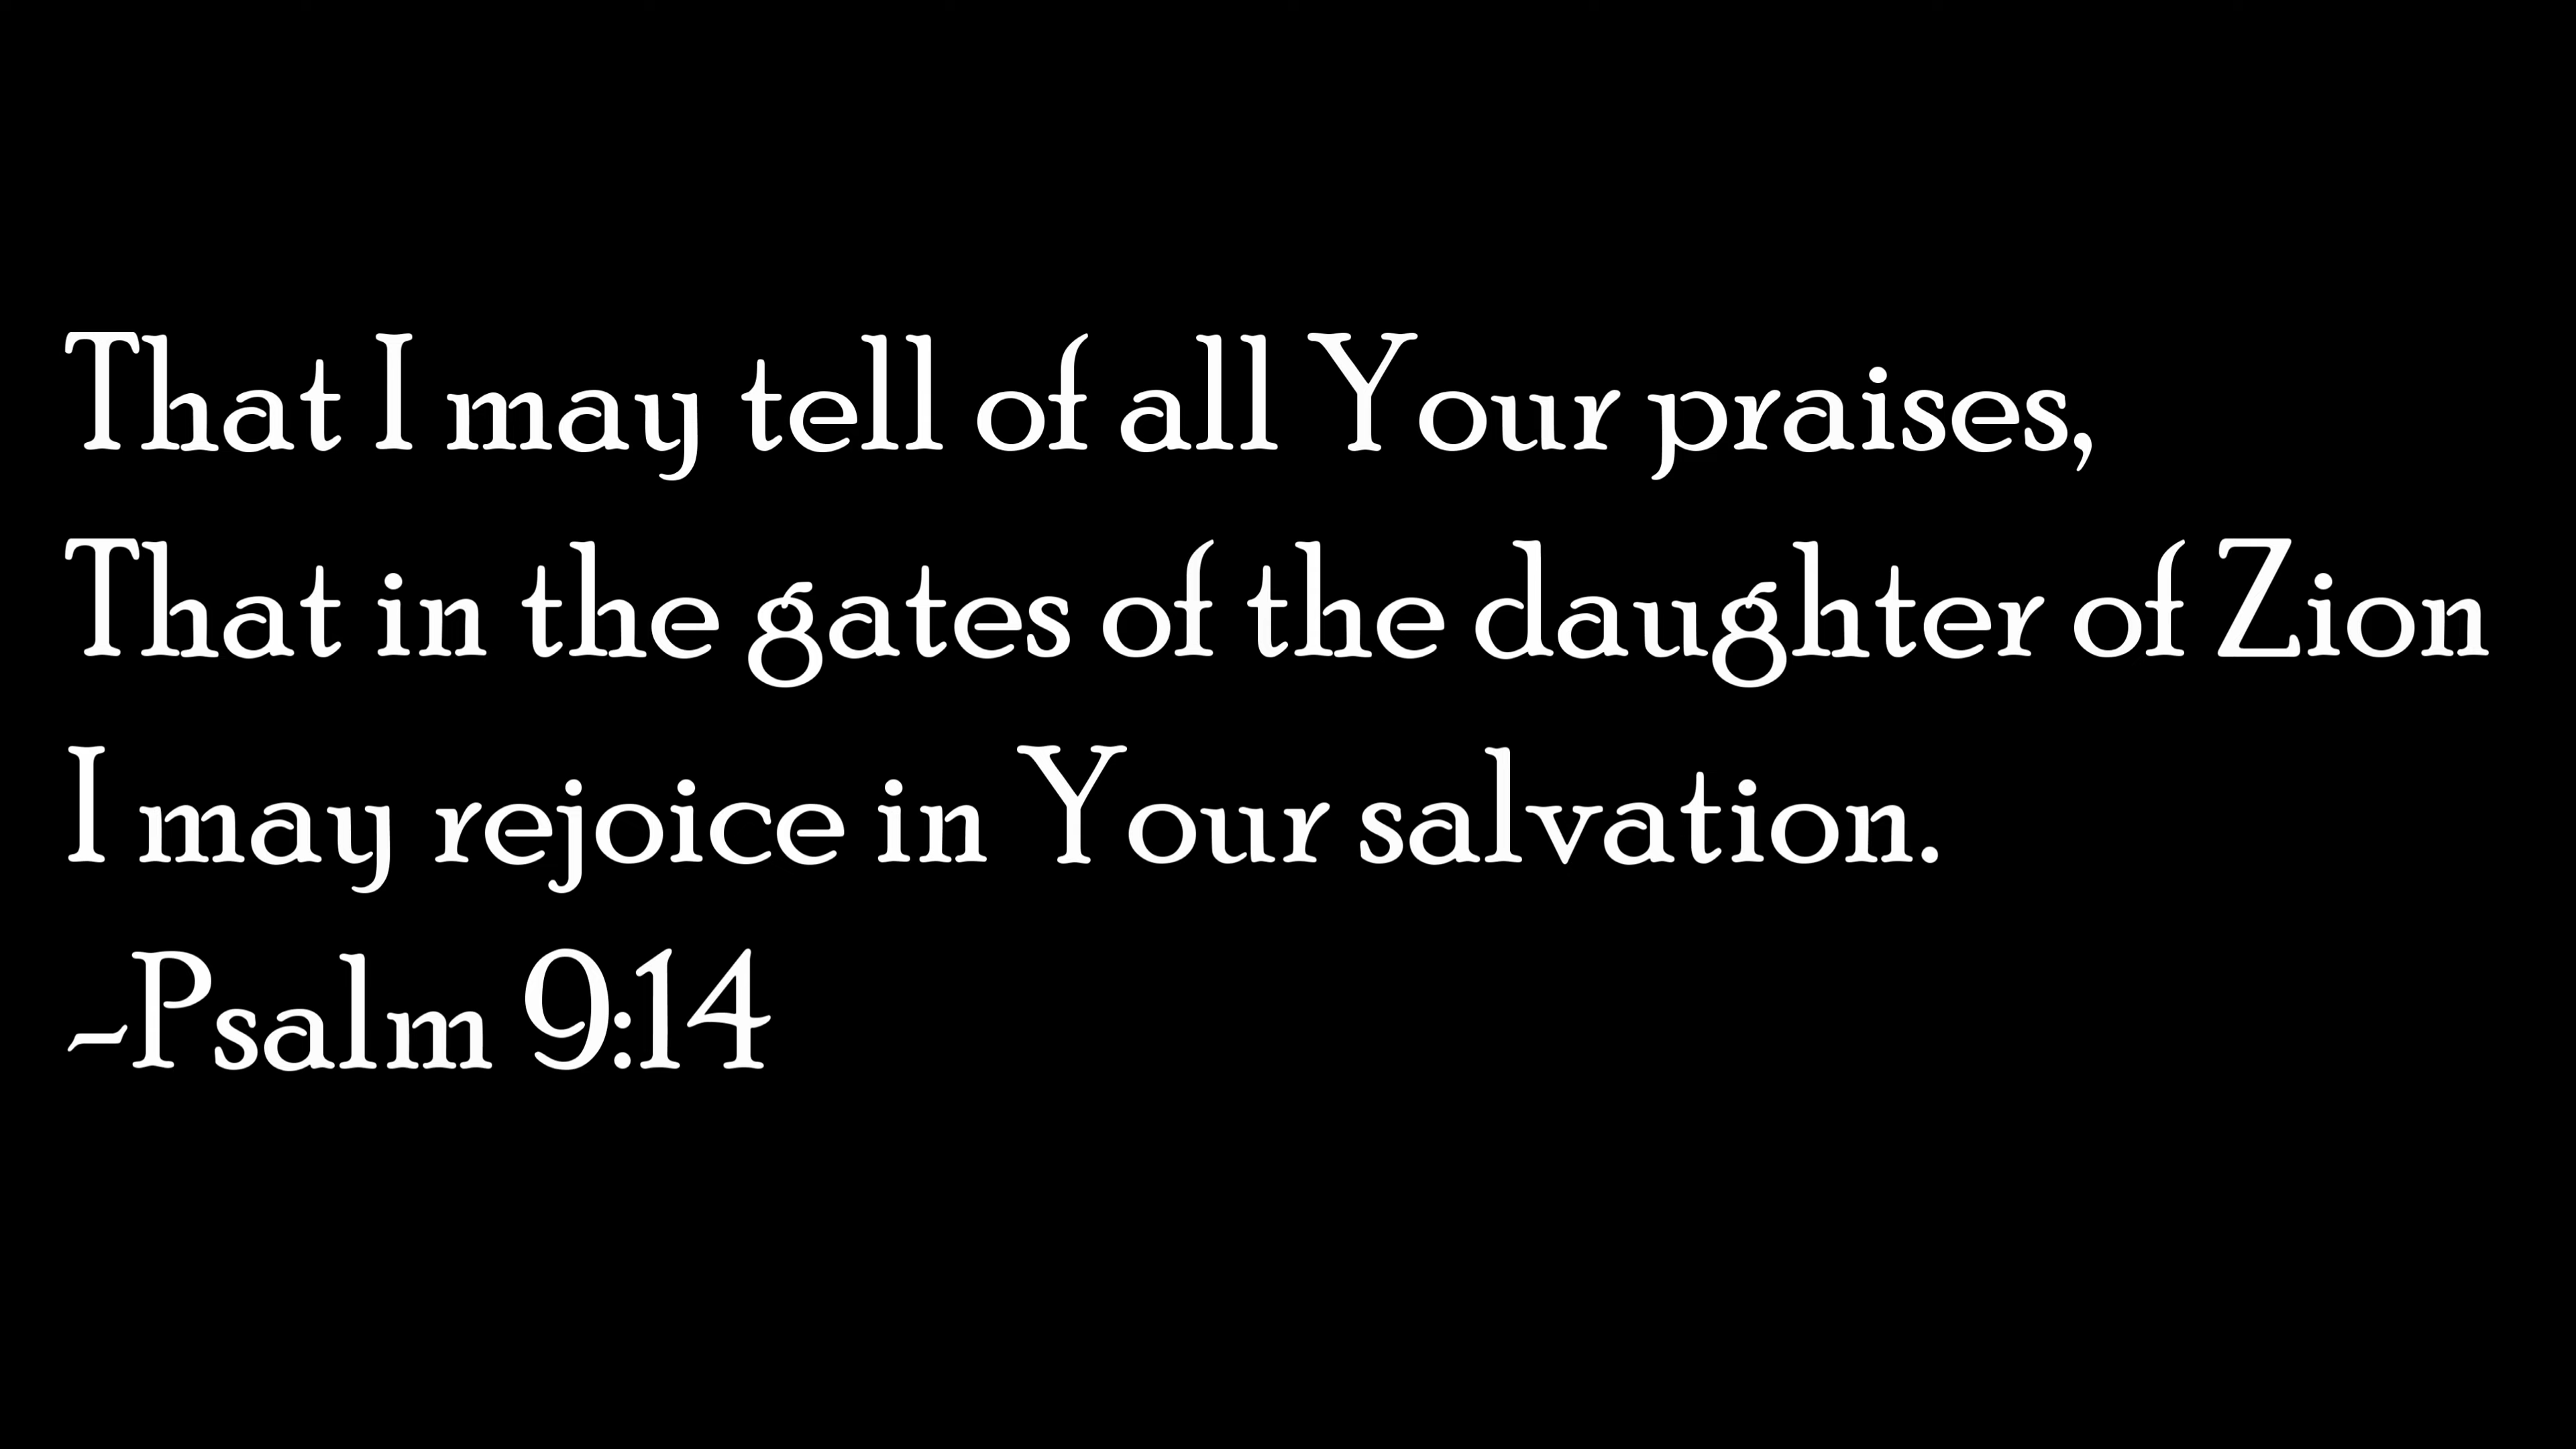 That I may tell of all Your praises,
That in the gates of the daughter of Zion
I may rejoice in Your salvation.
-Psalm 9:14